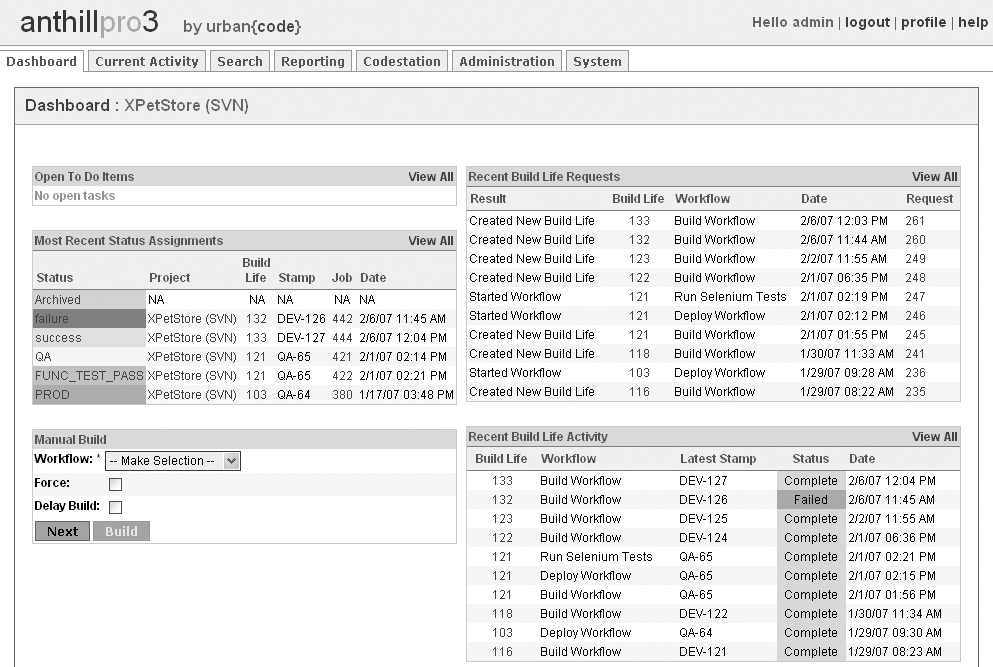 anthillpro3 by urban{code}
Hello admin | logout | profile | help
Dashboard Current Activity Search Reporting Codestation Administration System
Dashboard : XPetStore (SVN)
Open To Do Items View All
No open tasks
Most Recent Status Assignments View All
Status Project Build Life Stamp Job Date
Archived NA NA NA NA NA
failure XPetStore (SVN) 132 DEV-126 442 2/6/07 11:45 AM
success XPetStore (SVN) 133 DEV-127 444 2/6/07 12:04 PM
QA XPetStore (SVN) 121 QA-65 421 2/1/07 02:14 PM
FUNC_TEST_PASS XPetStore (SVN) 121 QA-65 422 2/1/07 02:21 PM
PROD XPetStore (SVN) 103 QA-64 380 1/17/07 03:48 PM
Manual Build
Workflow: * -- Make Selection --
Force:
Delay Build:
Next Build
Recent Build Life Requests View All
Result Build Life Workflow Date Request
Created New Build Life 133 Build Workflow 2/6/07 12:03 PM 261
Created New Build Life 132 Build Workflow 2/6/07 11:44 AM 260
Created New Build Life 123 Build Workflow 2/2/07 11:55 AM 249
Created New Build Life 122 Build Workflow 2/1/07 06:35 PM 248
Started Workflow 121 Run Selenium Tests 2/1/07 02:19 PM 247
Started Workflow 121 Deploy Workflow 2/1/07 02:12 PM 246
Created New Build Life 121 Build Workflow 2/1/07 01:55 PM 245
Created New Build Life 118 Build Workflow 1/30/07 11:33 AM 241
Started Workflow 103 Deploy Workflow 1/29/07 09:28 AM 236
Created New Build Life 116 Build Workflow 1/29/07 08:22 AM 235
Recent Build Life Activity View All
Build Life Workflow Latest Stamp Status Date
133 Build Workflow DEV-127 Complete 2/6/07 12:04 PM
132 Build Workflow DEV-126 Failed 2/6/07 11:45 AM
123 Build Workflow DEV-125 Complete 2/2/07 11:55 AM
122 Build Workflow DEV-124 Complete 2/1/07 06:36 PM
121 Run Selenium Tests QA-65 Complete 2/1/07 02:21 PM
121 Deploy Workflow QA-65 Complete 2/1/07 02:15 PM
121 Build Workflow QA-65 Complete 2/1/07 01:56 PM
118 Build Workflow DEV-122 Complete 1/30/07 11:34 AM
103 Deploy Workflow QA-64 Complete 1/29/07 09:30 AM
116 Build Workflow DEV-121 Complete 1/29/07 08:23 AM